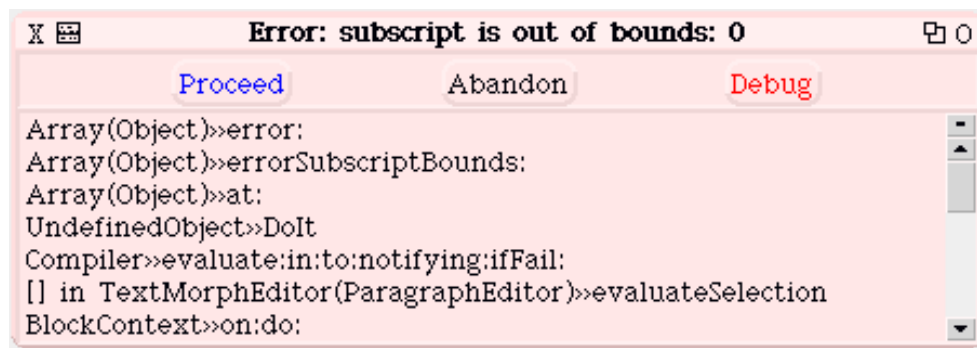 X Error: subscript is out of bounds: 0 O
Proceed Abandon Debug
Array(Object)»error:
Array(Object)»errorSubscriptBounds:
Array(Object)»at:
UndefinedObject»DoIt
Compiler»evaluate:in:to:notifying:ifFail:
[] in TextMorphEditor(ParagraphEditor)»evaluateSelection
BlockContext»on:do: